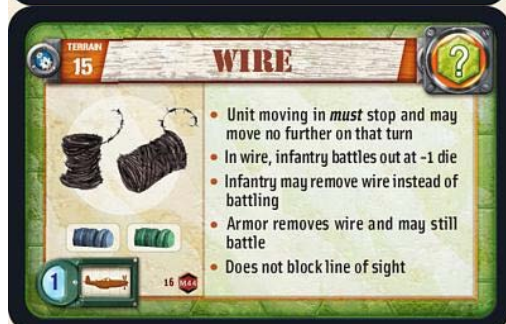 TERRAIN
15
WIRE
?
• Unit moving in must stop and may
move no further on that turn
• In wire, infantry battles out at -1 die
• Infantry may remove wire instead of
battling
• Armor removes wire and may still
battle
• Does not block line of sight
1
16 M44